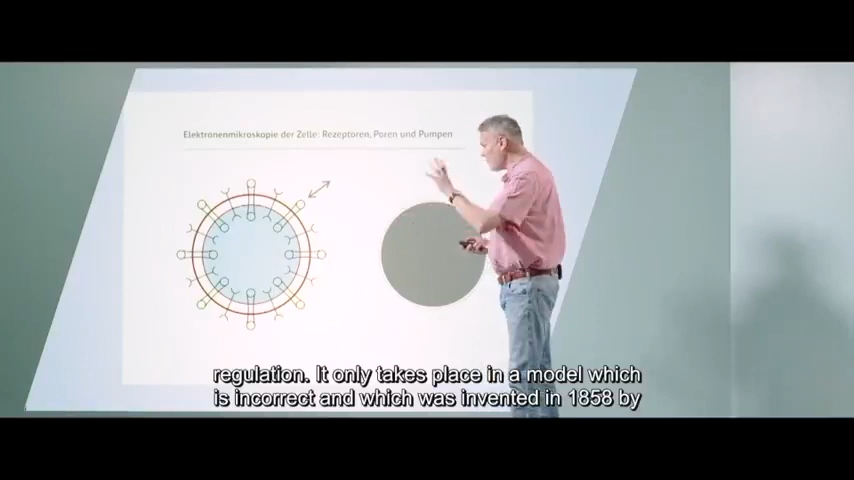 Elektronenmikroskopie der Zelle: Rezeptoren, Poren und Pumpen
regulation. It only takes place in a model which
is incorrect and which was invented in 1858 by